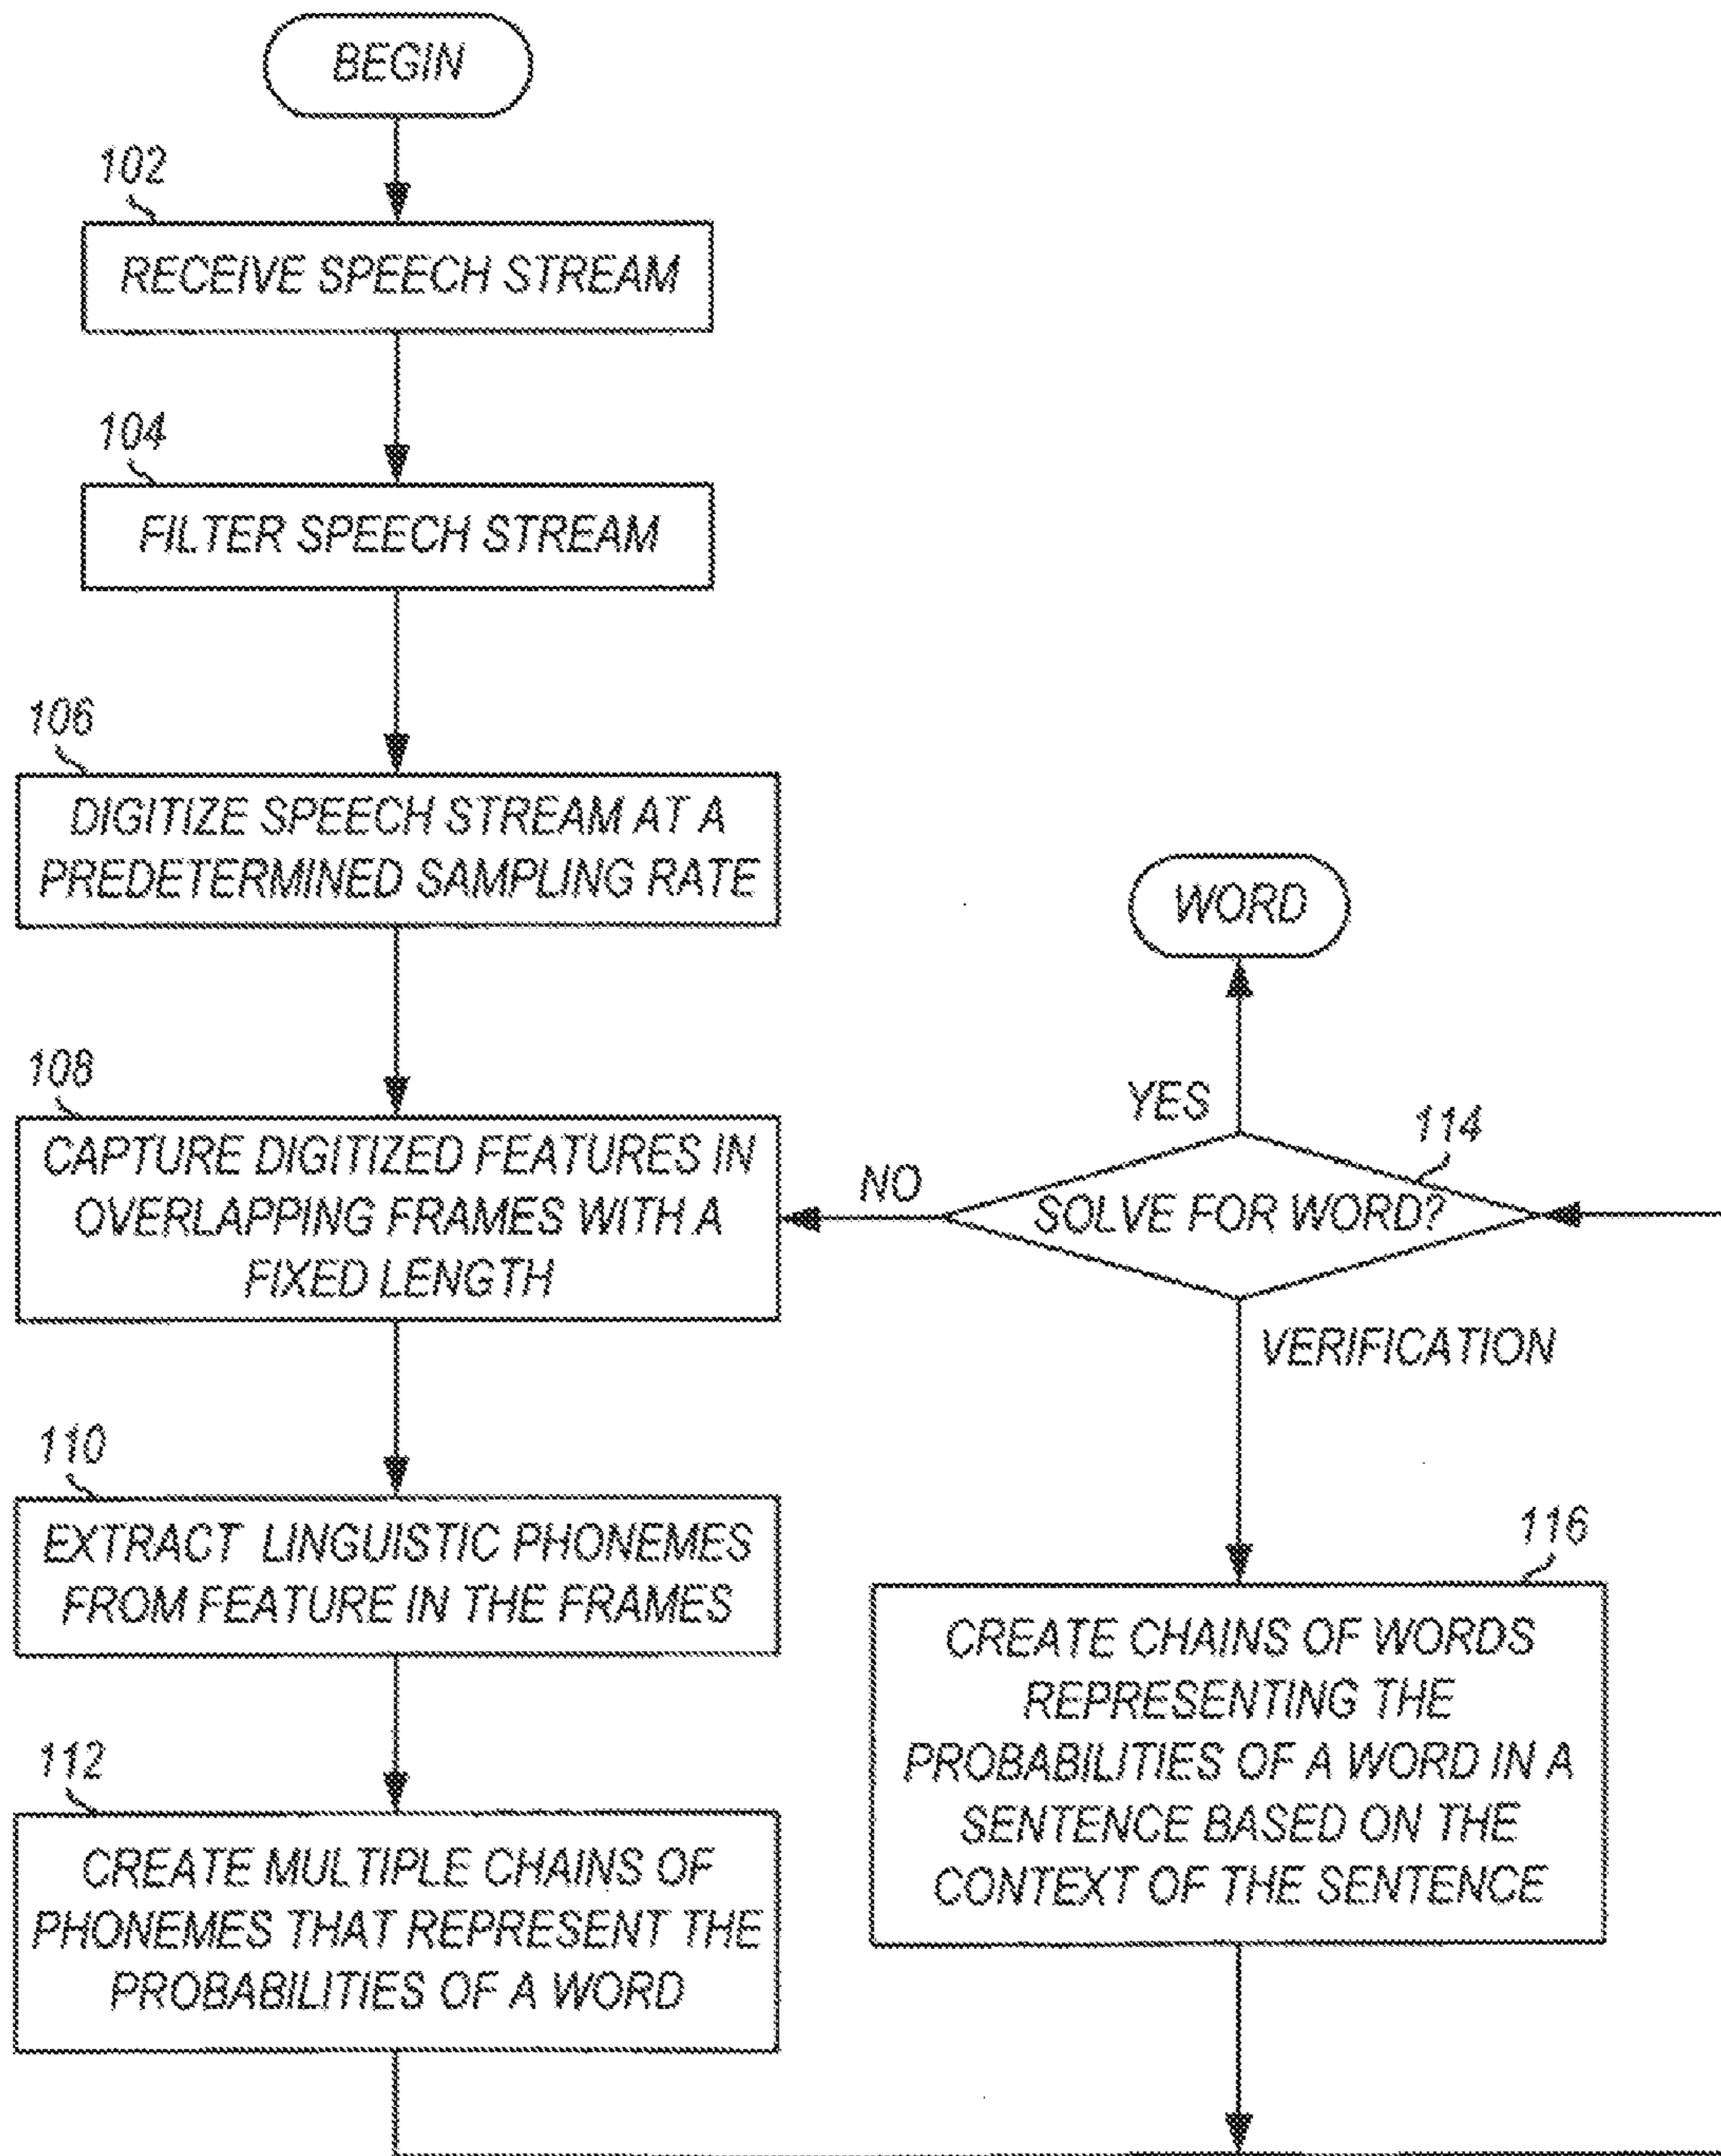 BEGIN
102
RECEIVE SPEECH STREAM
104
FILTER SPEECH STREAM
106
DIGITIZE SPEECH STREAM AT A
PREDETERMINED SAMPLING RATE
108
CAPTURE DIGITIZED FEATURES IN
OVERLAPPING FRAMES WITH A
FIXED LENGTH
110
EXTRACT LINGUISTIC PHONEMES
FROM FEATURE IN THE FRAMES
112
CREATE MULTIPLE CHAINS OF
PHONEMES THAT REPRESENT THE
PROBABILITIES OF A WORD
WORD
YES
114
NO
SOLVE FOR WORD?
VERIFICATION
116
CREATE CHAINS OF WORDS
REPRESENTING THE
PROBABILITIES OF A WORD IN A
SENTENCE BASED ON THE
CONTEXT OF THE SENTENCE